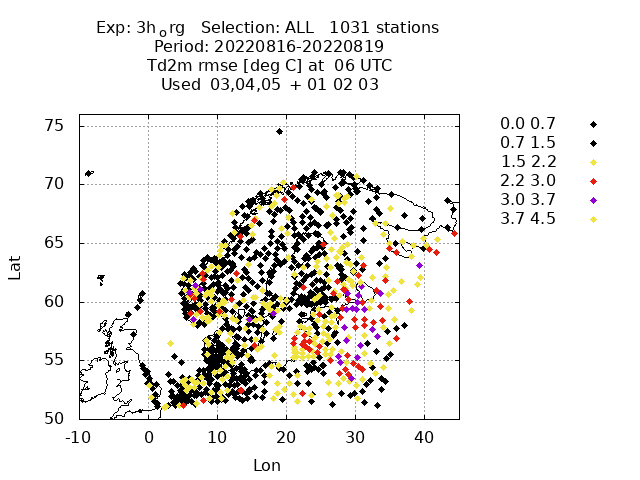 Exp: 3h_org   Selection: ALL   1031 stations
Period: 20220816-20220819
Td2m rmse [deg C] at  06 UTC
Used  03,04,05  + 01 02 03
0.0 0.7
0.7 1.5
1.5 2.2
2.2 3.0
3.0 3.7
3.7 4.5
75
70
65
60
55
50
Lat
-10 0 10 20 30 40
Lon